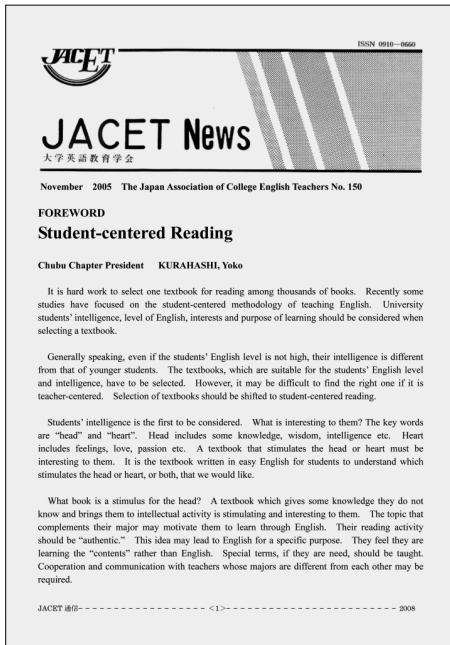 ISSN 0910—0660
JACET
JACET News
大学英語教育学会
November 2005 The Japan Association of College English Teachers No. 150
FOREWORD
Student-centered Reading
Chubu Chapter President KURAHASHI, Yoko
It is hard work to select one textbook for reading among thousands of books. Recently some
studies have focused on the student-centered methodology of teaching English. University
students' intelligence, level of English, interests and purpose of learning should be considered when
selecting a textbook.
Generally speaking, even if the students' English level is not high, their intelligence is different
from that of younger students. The textbooks, which are suitable for the students' English level
and intelligence, have to be selected. However, it may be difficult to find the right one if it is
teacher-centered. Selection of textbooks should be shifted to student-centered reading.
Students' intelligence is the first to be considered. What is interesting to them? The key words
are "head" and "heart". Head includes some knowledge, wisdom, intelligence etc. Heart
includes feelings, love, passion etc. A textbook that stimulates the head or heart must be
interesting to them. It is the textbook written in easy English for students to understand which
stimulates the head or heart, or both, that we would like.
What book is a stimulus for the head? A textbook which gives some knowledge they do not
know and brings them to intellectual activity is stimulating and interesting to them. The topic that
complements their major may motivate them to learn through English. Their reading activity
should be "authentic." This idea may lead to English for a specific purpose. They feel they are
learning the "contents" rather than English. Special terms, if they are need, should be taught.
Cooperation and communication with teachers whose majors are different from each other may be
required.
JACET 通信- - - - - - - - - - - - - - - - - - - <1>- - - - - - - - - - - - - - - - - - - - - - - - - 2008